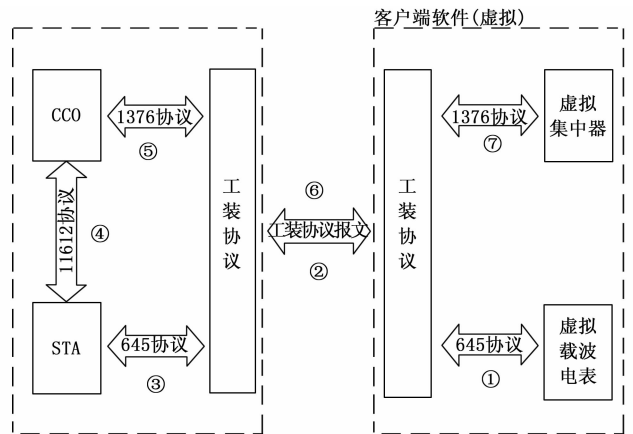 客户端软件(虚拟)
CCO
1376协议
⑤
11612协议
④
STA
645协议
③
工装协议
⑥
工装协议报文
②
工装协议
1376协议
⑦
虚拟
集中器
645协议
①
虚拟
载波
电表